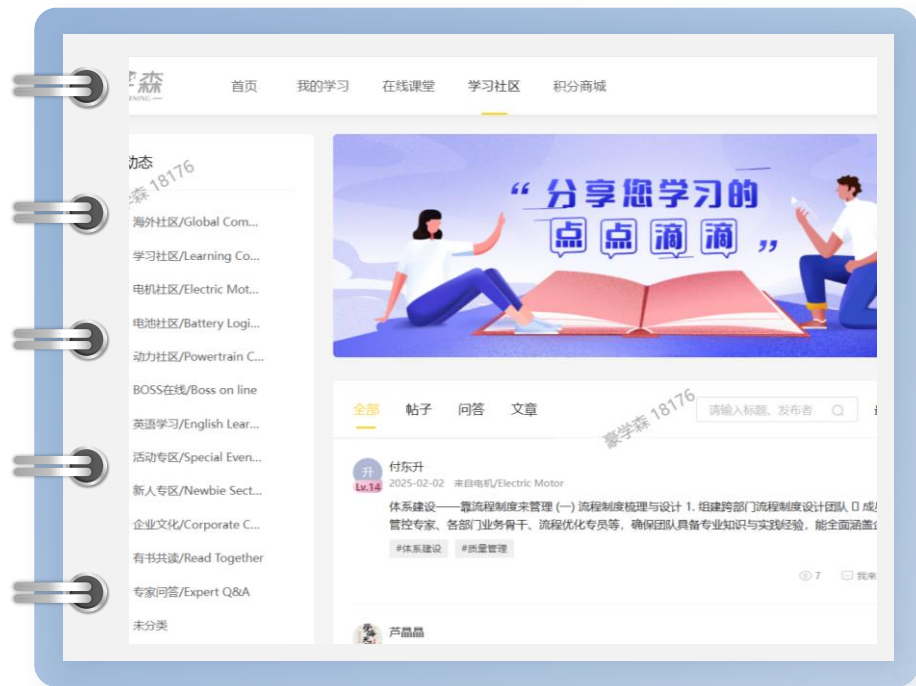 学森
首页 我的学习 在线课堂 学习社区 积分商城
动态
学森 18176
海外社区/Global Com...
学习社区/Learning Co...
电机社区/Electric Mot...
电池社区/Battery Logi...
动力社区/Powertrain C...
BOSS在线/Boss on line
英语学习/English Lear...
活动专区/Special Even...
新人专区/Newbie Sect...
企业文化/Corporate C...
有书共读/Read Together
专家问答/Expert Q&A
未分类
“ 分享您学习的
点点滴滴 ”
全部 帖子 问答 文章
请输入标题、发布者
豪学森 18176
升
Lv.14
付东升
2025-02-02 来自电机/Electric Motor
体系建设——靠流程制度来管理 (一) 流程制度梳理与设计 1. 组建跨部门流程制度设计团队 ▯ 成
管控专家、各部门业务骨干、流程优化专员等，确保团队具备专业知识与实践经验，能全面涵盖
#体系建设 #质量管理
7 我来
芦晶晶